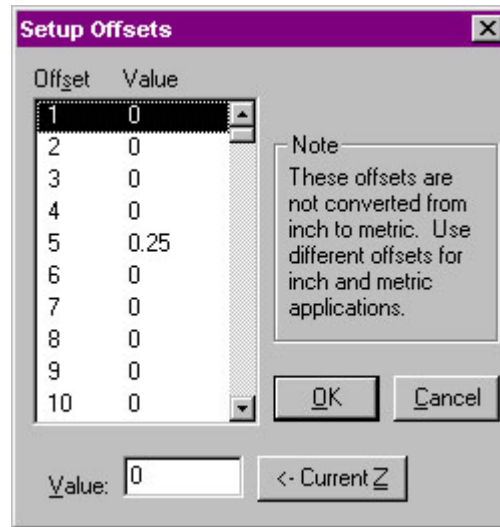 Setup Offsets
Offset Value
1 0
2 0
3 0
4 0
5 0.25
6 0
7 0
8 0
9 0
10 0
Note
These offsets are
not converted from
inch to metric. Use
different offsets for
inch and metric
applications.
OK Cancel
Value: 0 <- Current Z